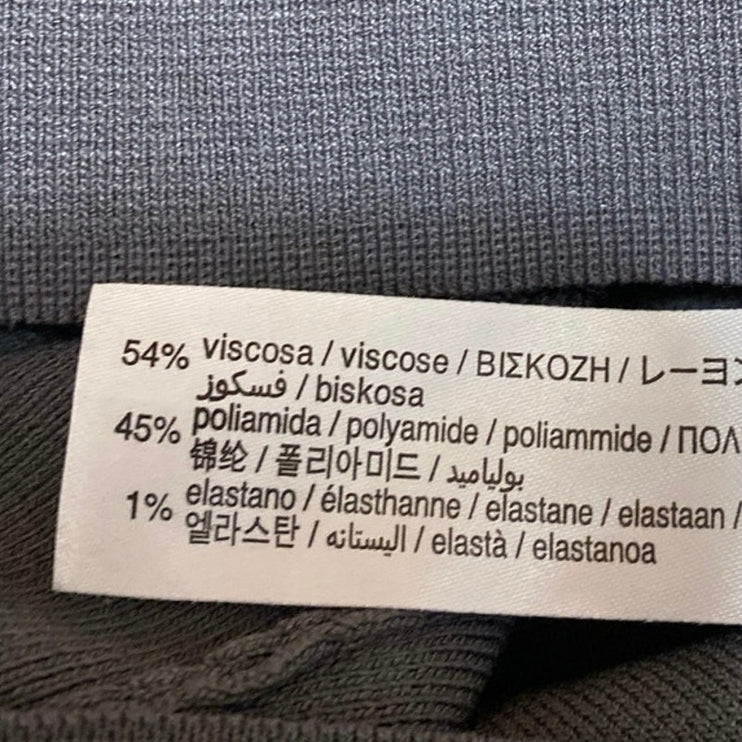 54% viscosa / viscose / ΒΙΣΚΟΖΗ / レーヨン
فسكوز / biskosa
45% poliamida / polyamide / poliammide / ΠΟΛ
锦纶 / 폴리아미드 / بولياميد
1% elastano / élasthanne / elastane / elastaan /
엘라스탄 / اليستانه / elastà / elastanoa